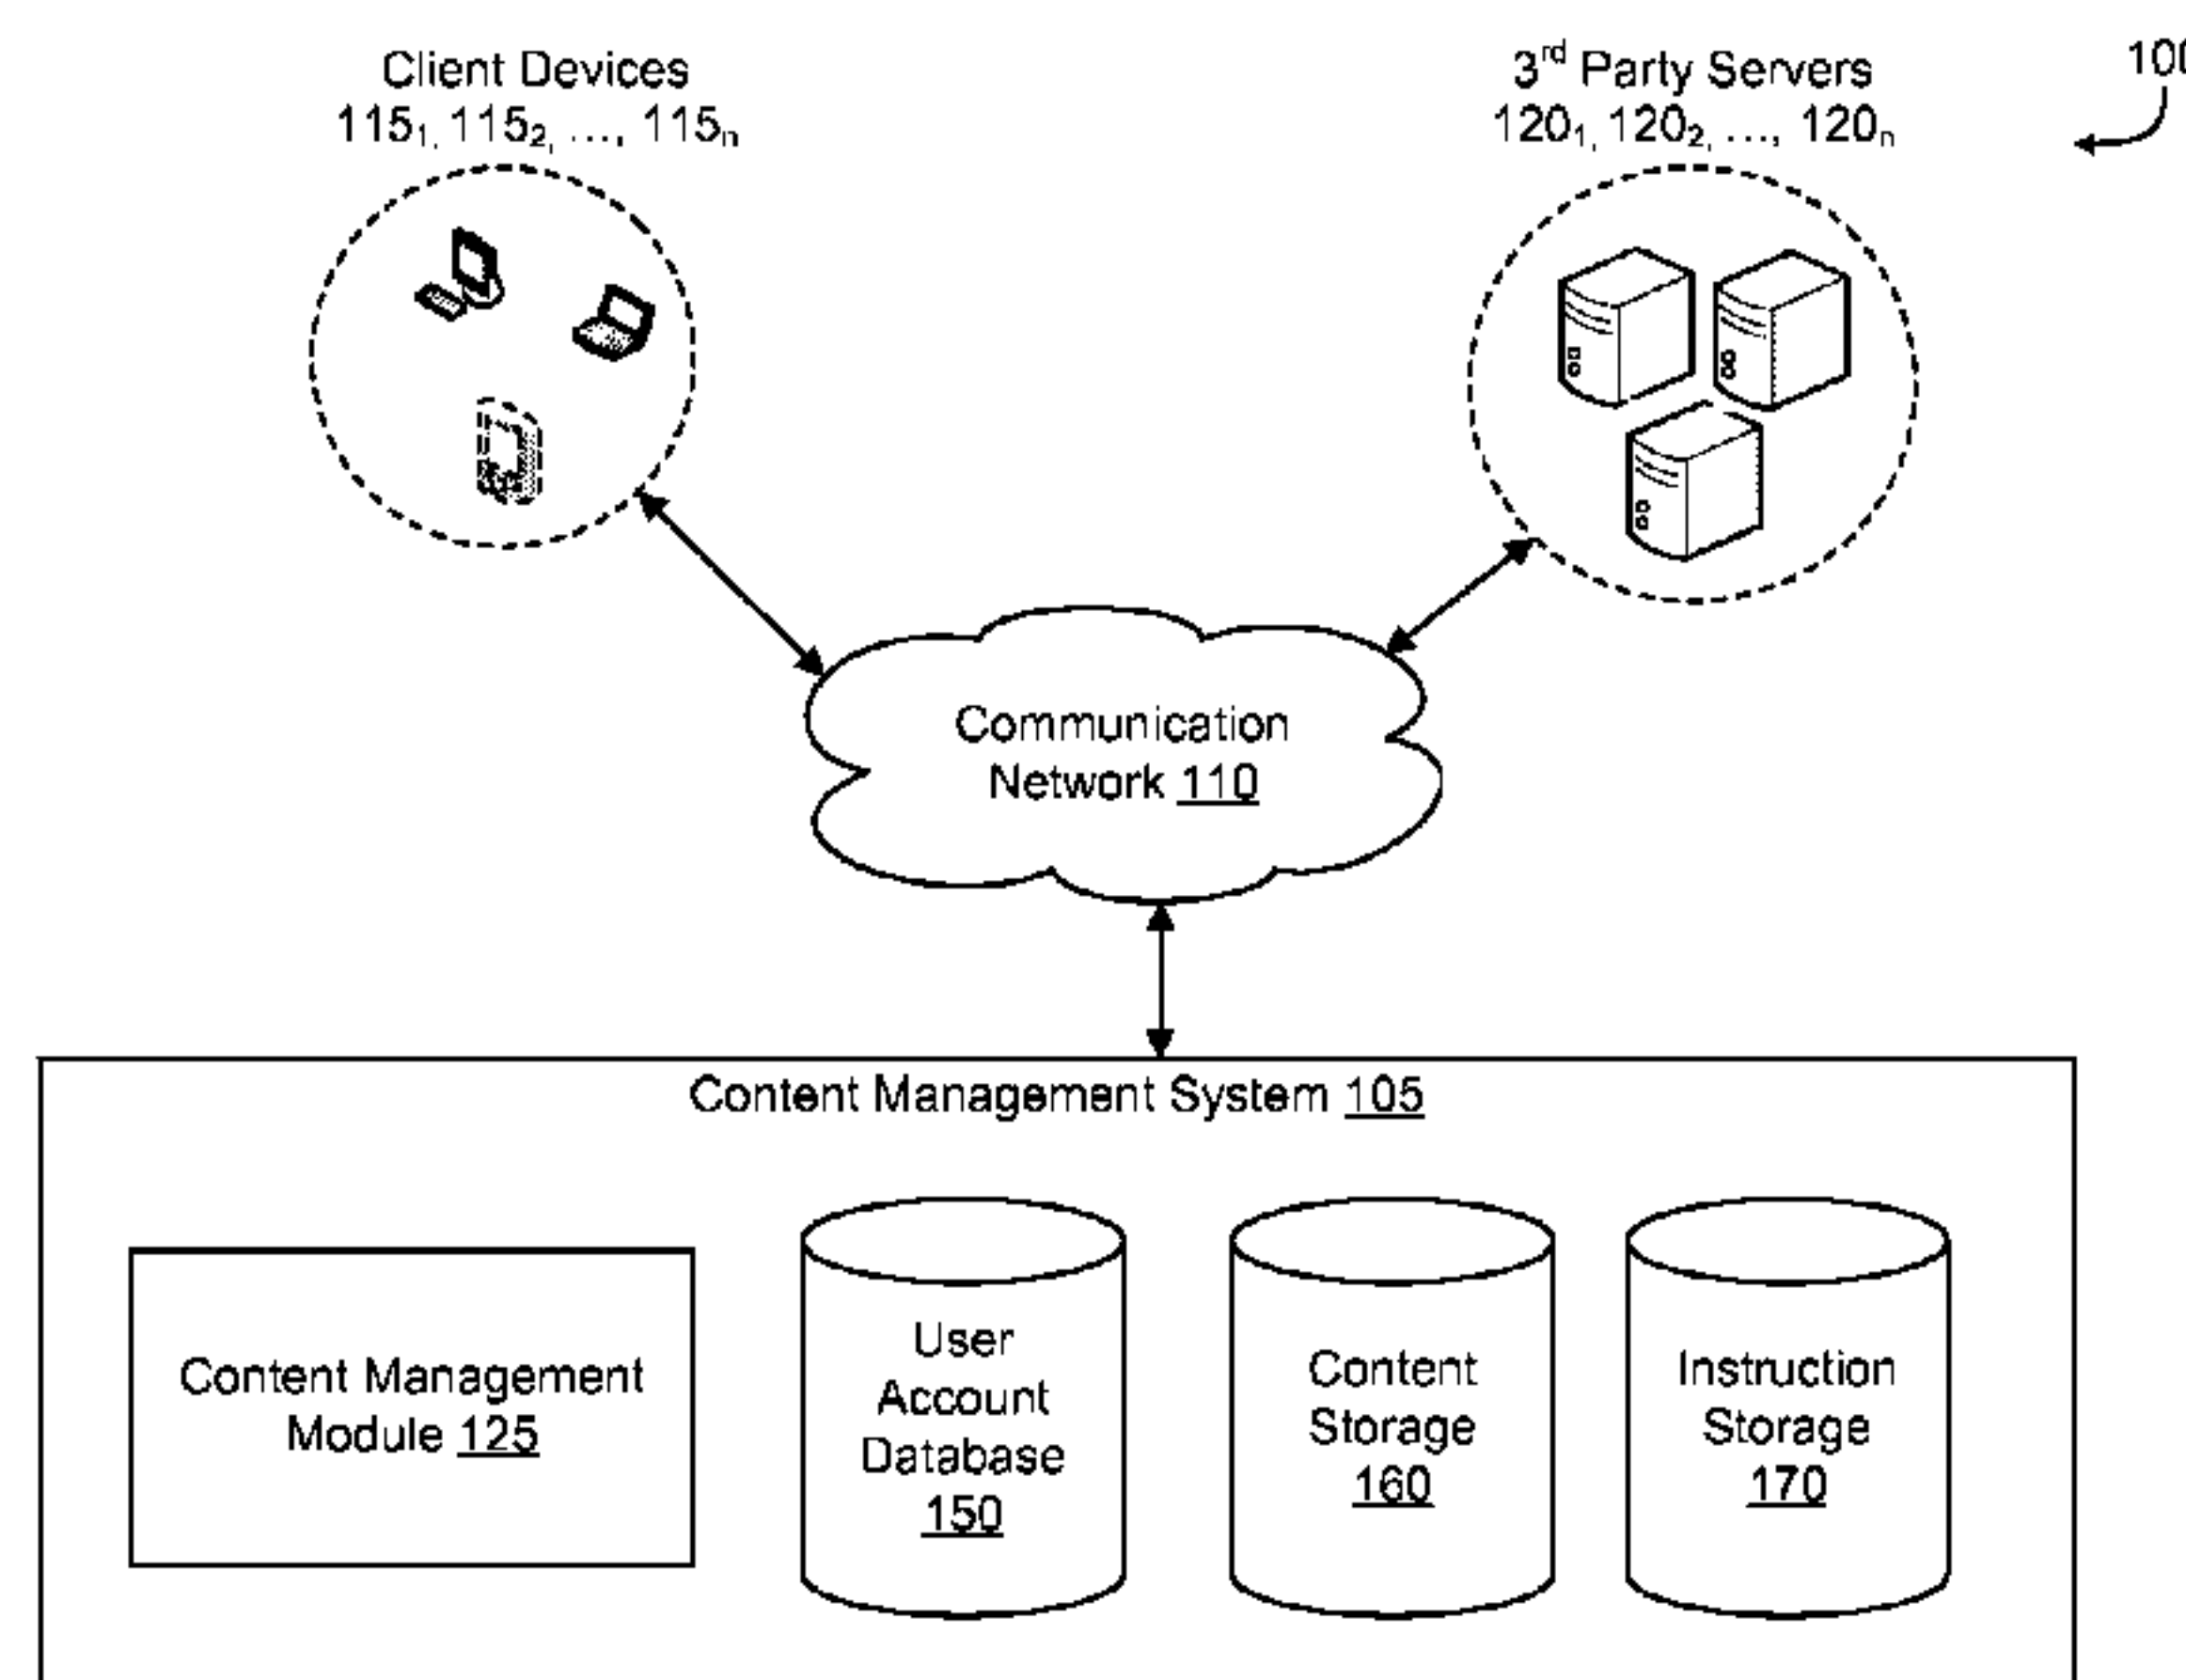 Client Devices
115₁, 115₂, ..., 115ₙ
3rd Party Servers
120₁, 120₂, ..., 120ₙ
100
Communication
Network 110
Content Management System 105
Content Management
Module 125
User
Account
Database
150
Content
Storage
160
Instruction
Storage
170